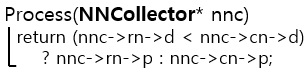 Process(NNCollector* nnc)
return (nnc->rn->d < nnc->cn->d)
? nnc->rn->p : nnc->cn->p;